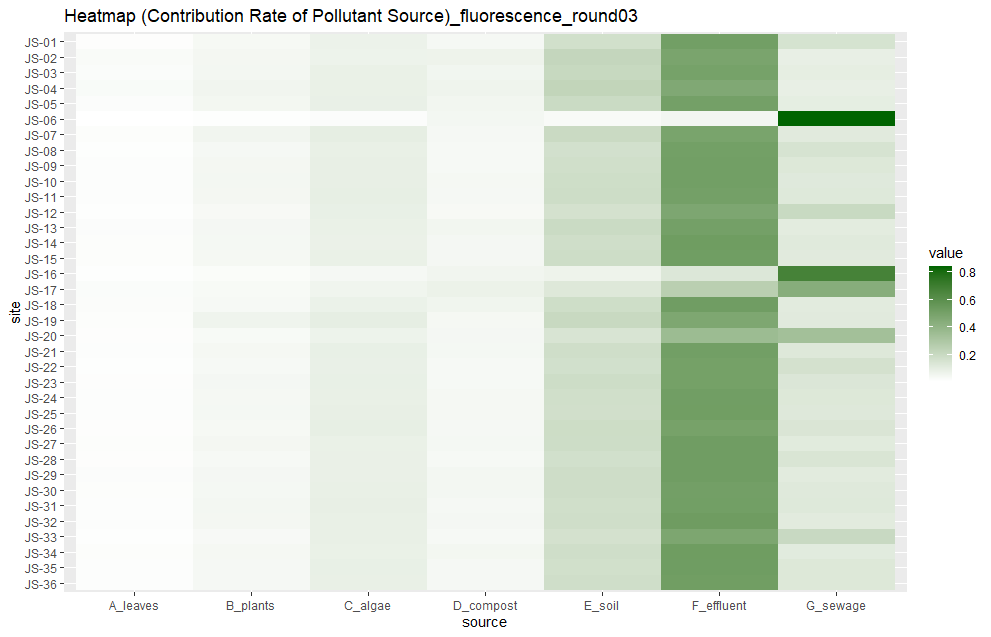 Heatmap (Contribution Rate of Pollutant Source)_fluorescence_round03
JS-01
JS-02
JS-03
JS-04
JS-05
JS-06
JS-07
JS-08
JS-09
JS-10
JS-11
JS-12
JS-13
JS-14
JS-15
JS-16
JS-17
JS-18
JS-19
JS-20
JS-21
JS-22
JS-23
JS-24
JS-25
JS-26
JS-27
JS-28
JS-29
JS-30
JS-31
JS-32
JS-33
JS-34
JS-35
JS-36
site
A_leaves B_plants C_algae D_compost E_soil F_effluent G_sewage
source
value
0.8
0.6
0.4
0.2